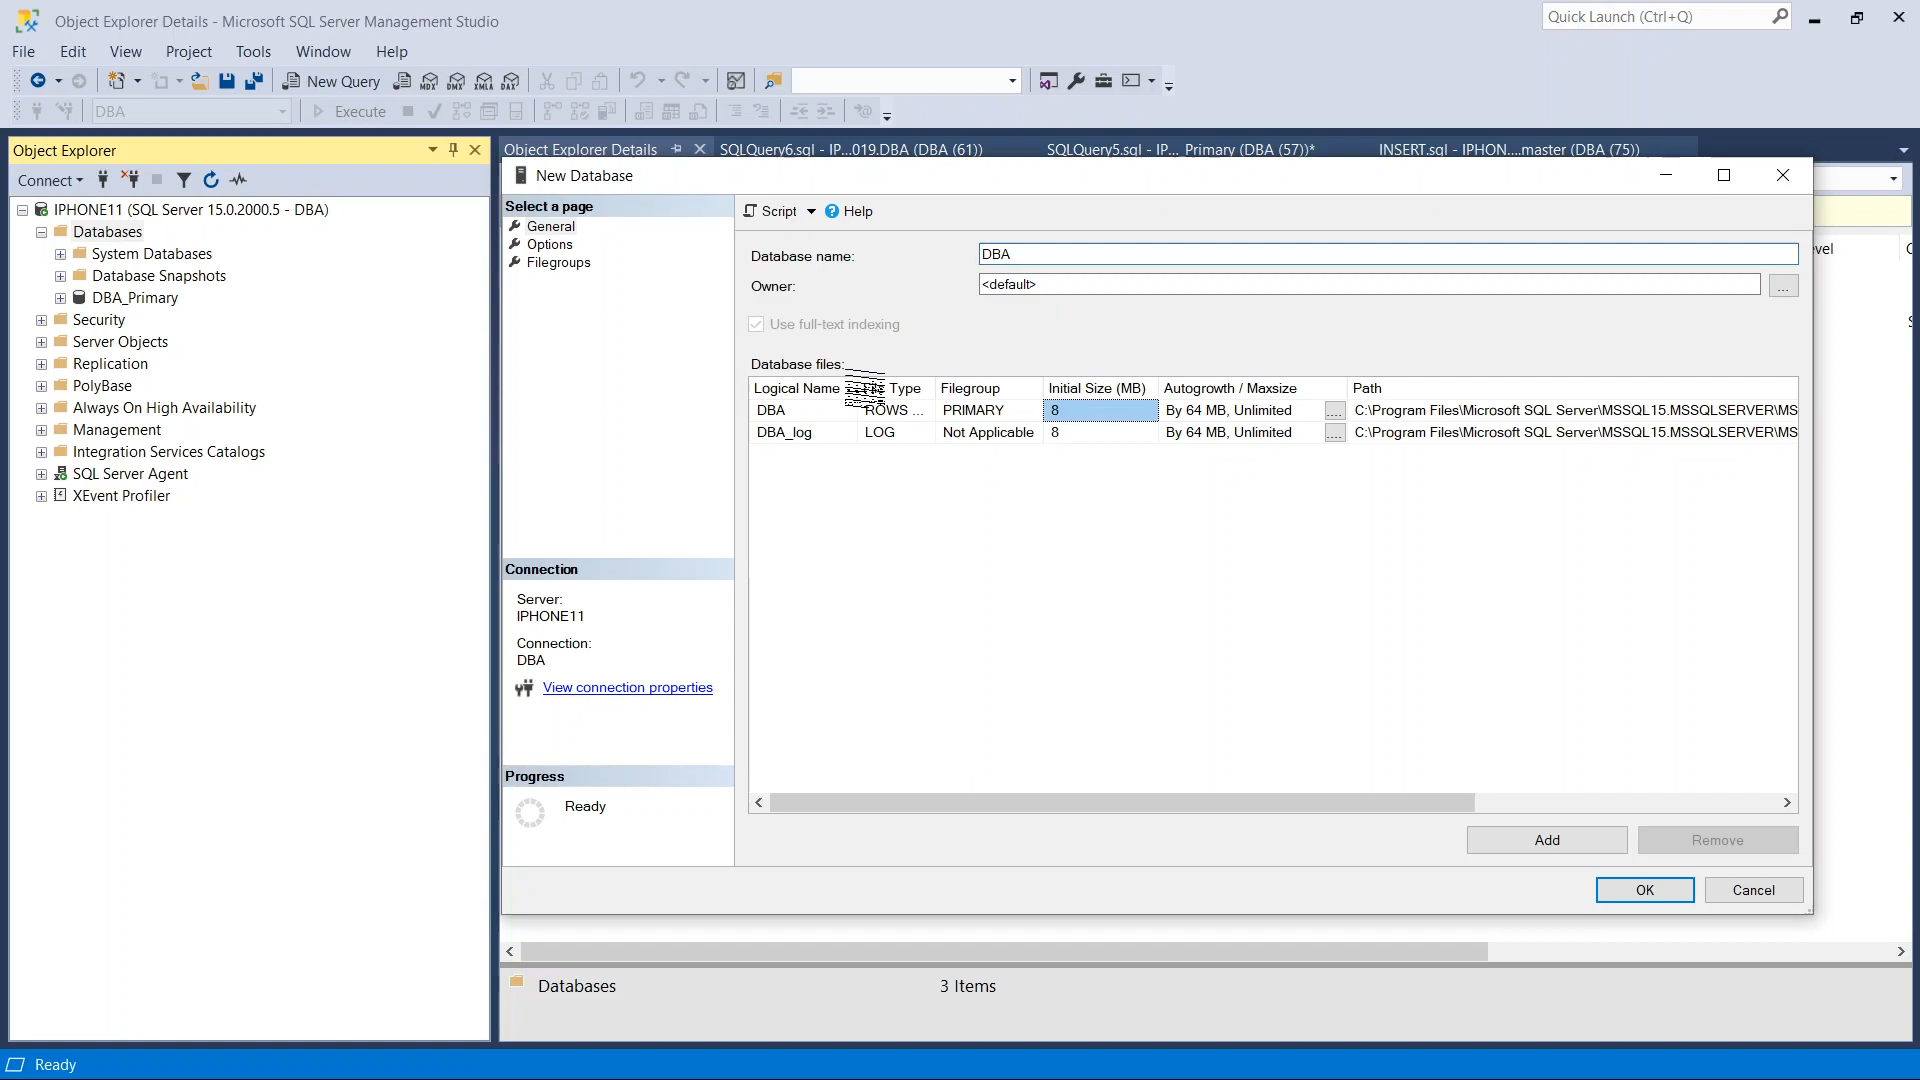 Object Explorer Details - Microsoft SQL Server Management Studio
Quick Launch (Ctrl+Q)
File Edit View Project Tools Window Help
New Query MDX DMX XMLA DAX
DBA Execute
Object Explorer
Object Explorer Details SQLQuery6.sql - IP...019.DBA (DBA (61)) SQLQuery5.sql - IP..._Primary (DBA (57))* INSERT.sql - IPHON....master (DBA (75))
Connect
IPHONE11 (SQL Server 15.0.2000.5 - DBA)
Databases
System Databases
Database Snapshots
DBA_Primary
Security
Server Objects
Replication
PolyBase
Always On High Availability
Management
Integration Services Catalogs
SQL Server Agent
XEvent Profiler
New Database
Select a page
General
Options
Filegroups
Connection
Server:
IPHONE11
Connection:
DBA
View connection properties
Progress
Ready
Script Help
Database name: DBA
Owner: <default> ...
Use full-text indexing
Database files:
Logical Name Type Filegroup Initial Size (MB) Autogrowth / Maxsize Path
DBA ROWS ... PRIMARY 8 By 64 MB, Unlimited .... C:\Program Files\Microsoft SQL Server\MSSQL15.MSSQLSERVER\MS
DBA_log LOG Not Applicable 8 By 64 MB, Unlimited .... C:\Program Files\Microsoft SQL Server\MSSQL15.MSSQLSERVER\MS
Add Remove
OK Cancel
Databases 3 Items
Ready